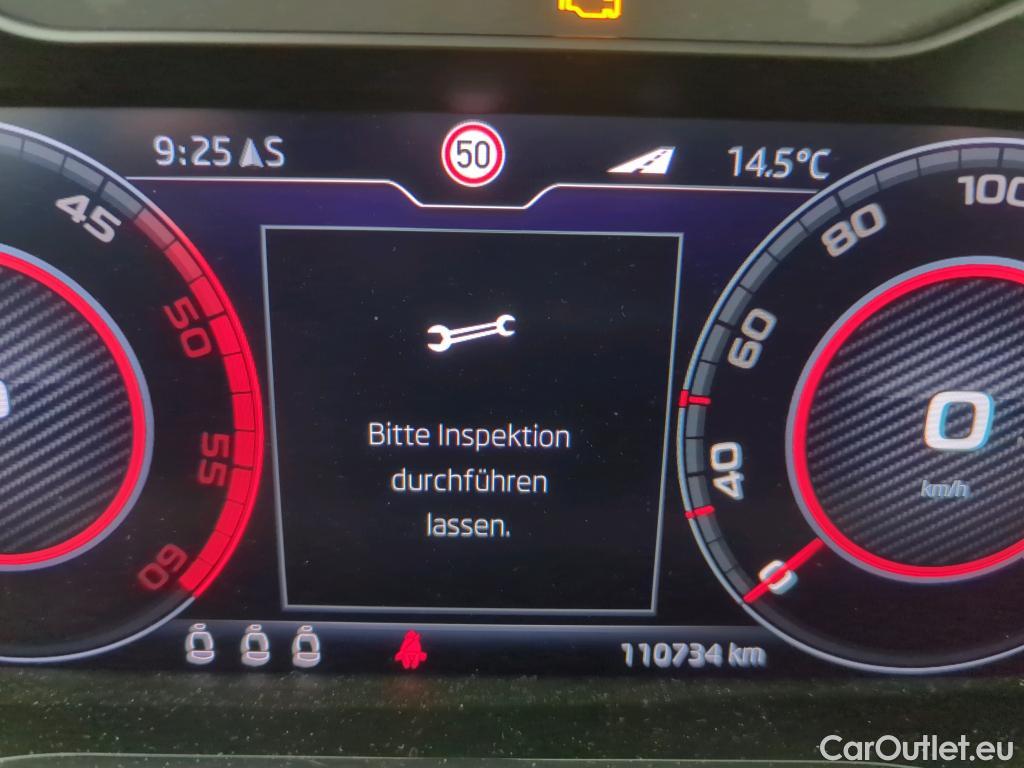 9:25 S
50
14.5°C
45
50
55
60
Bitte Inspektion
durchführen
lassen.
100
80
60
40
0
0
km/h
110734 km
CarOutlet.eu